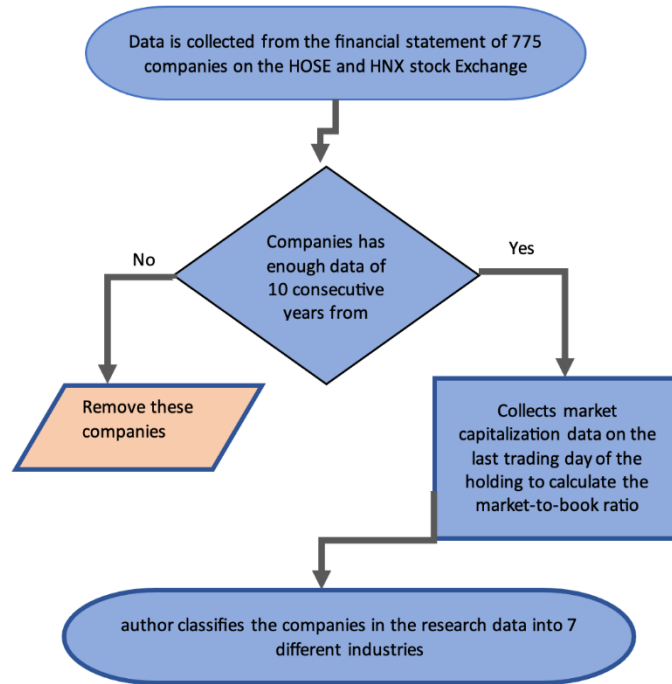 Data is collected from the financial statement of 775
companies on the HOSE and HNX stock Exchange
Companies has
enough data of
10 consecutive
years from
No
Yes
Remove these
companies
Collects market
capitalization data on the
last trading day of the
holding to calculate the
market-to-book ratio
author classifies the companies in the research data into 7
different industries